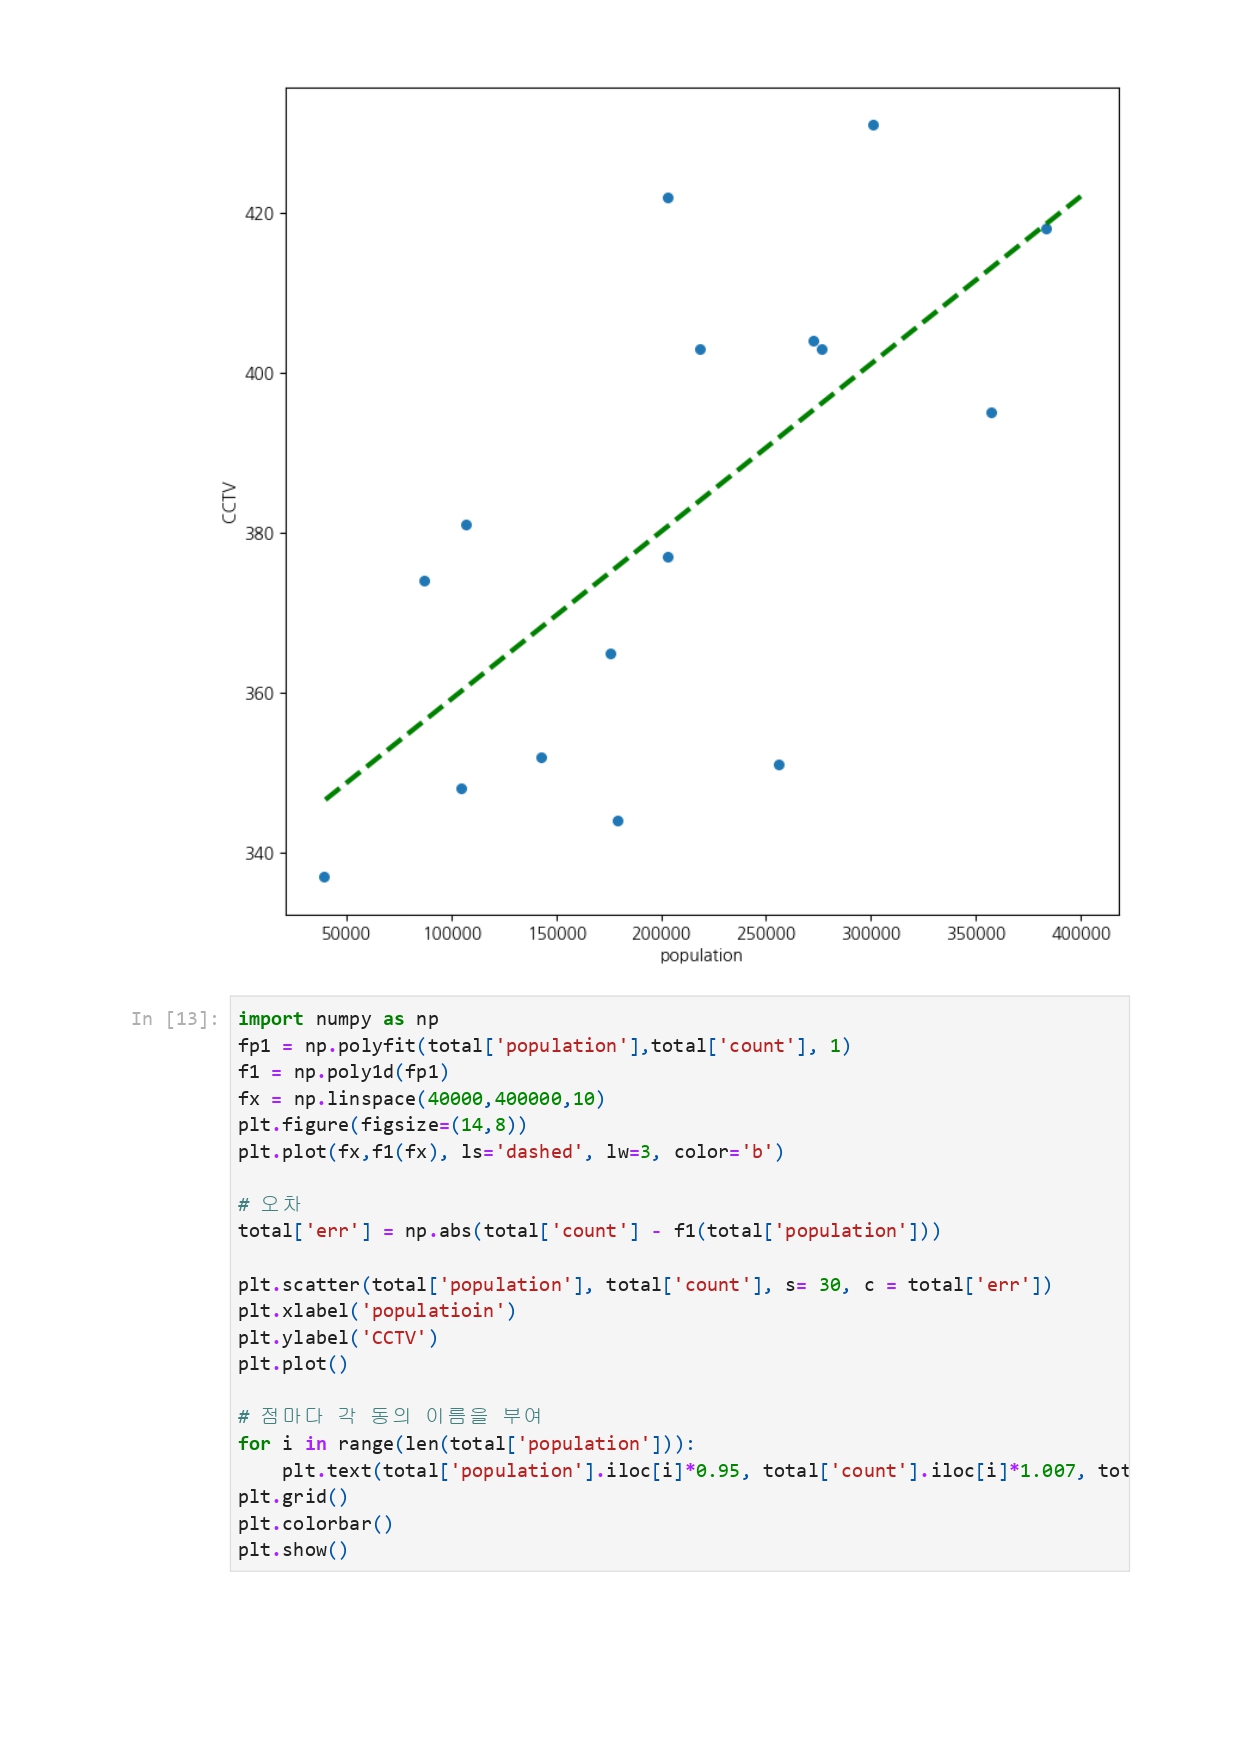 420
400
CCTV
380
360
340
50000 100000 150000 200000 250000 300000 350000 400000
population
In [13]: import numpy as np
fp1 = np.polyfit(total['population'],total['count'], 1)
f1 = np.poly1d(fp1)
fx = np.linspace(40000,400000,10)
plt.figure(figsize=(14,8))
plt.plot(fx,f1(fx), ls='dashed', lw=3, color='b')
# 오차
total['err'] = np.abs(total['count'] - f1(total['population']))
plt.scatter(total['population'], total['count'], s= 30, c = total['err'])
plt.xlabel('populatioin')
plt.ylabel('CCTV')
plt.plot()
# 점마다 각 동의 이름을 부여
for i in range(len(total['population'])):
    plt.text(total['population'].iloc[i]*0.95, total['count'].iloc[i]*1.007, tot
plt.grid()
plt.colorbar()
plt.show()